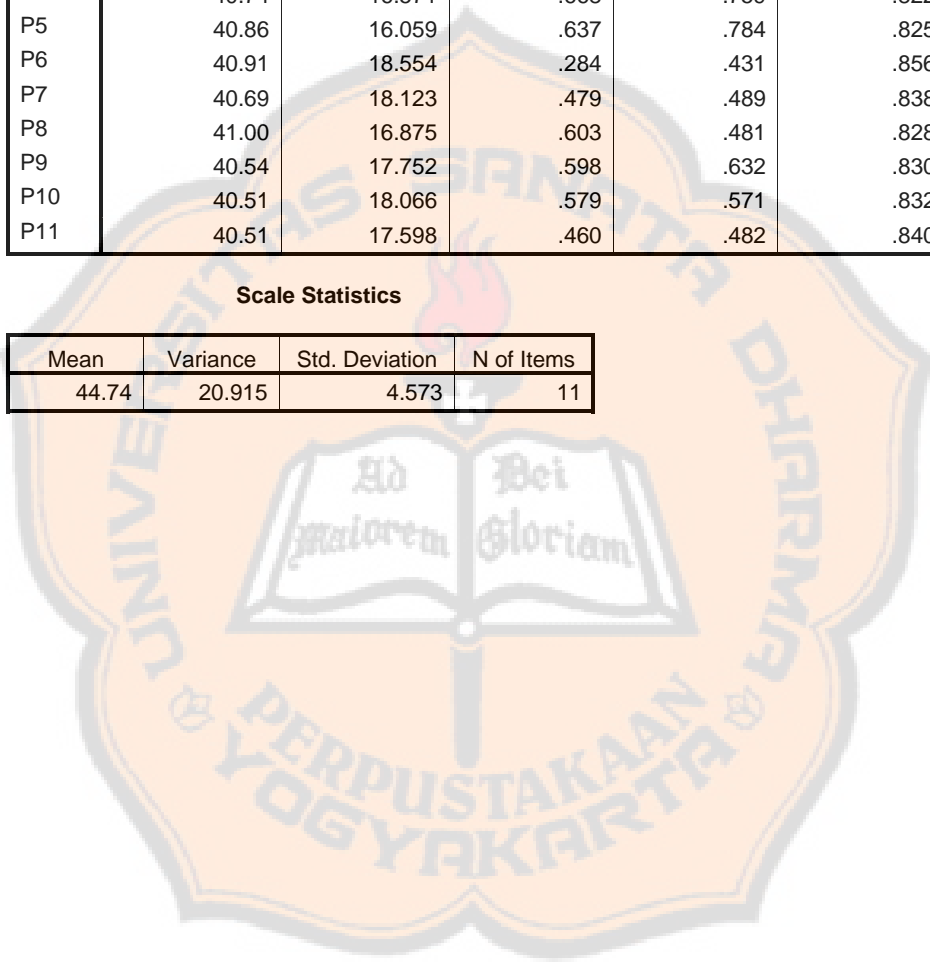 P5 40.86 16.059 .637 .784 .825
P6 40.91 18.554 .284 .431 .856
P7 40.69 18.123 .479 .489 .838
P8 41.00 16.875 .603 .481 .828
P9 40.54 17.752 .598 .632 .830
P10 40.51 18.066 .579 .571 .832
P11 40.51 17.598 .460 .482 .840
Scale Statistics
Mean Variance Std. Deviation N of Items
44.74 20.915 4.573 11
UNIVERSITAS SANATA DHARMA
Ad Dei
Maiorem Gloriam
PERPUSTAKAAN
YOGYAKARTA